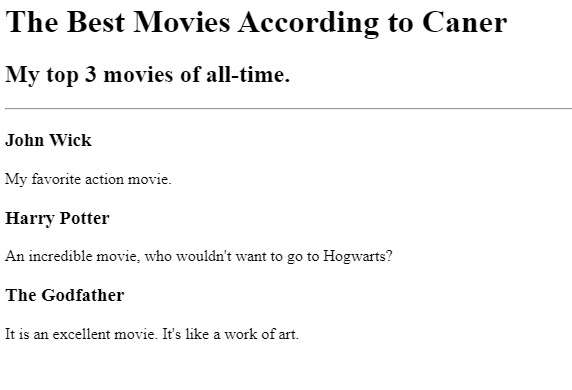 The Best Movies According to Caner
My top 3 movies of all-time.
John Wick
My favorite action movie.
Harry Potter
An incredible movie, who wouldn't want to go to Hogwarts?
The Godfather
It is an excellent movie. It's like a work of art.